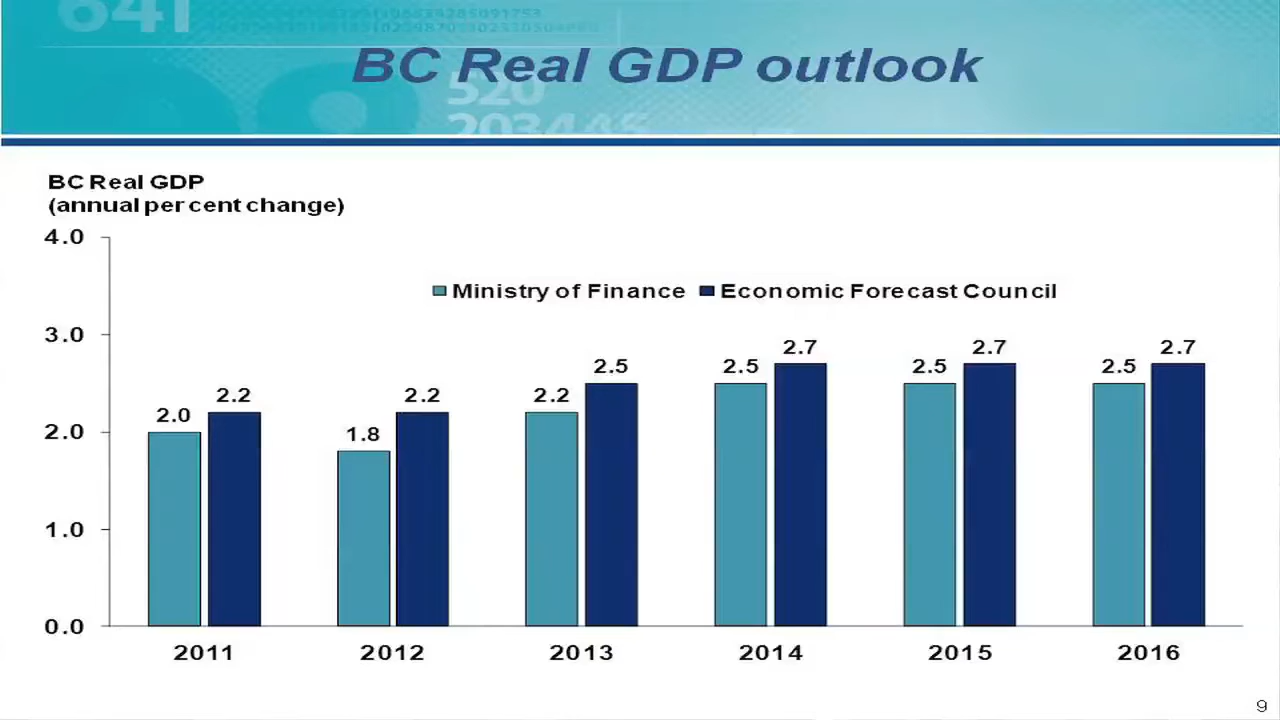 641
BC Real GDP outlook
520
203445
BC Real GDP
(annual per cent change)
4.0
Ministry of Finance Economic Forecast Council
3.0
2.7 2.7 2.7
2.5 2.5 2.5 2.5
2.2 2.2 2.2
2.0
1.8
2.0
1.0
0.0
2011 2012 2013 2014 2015 2016
9